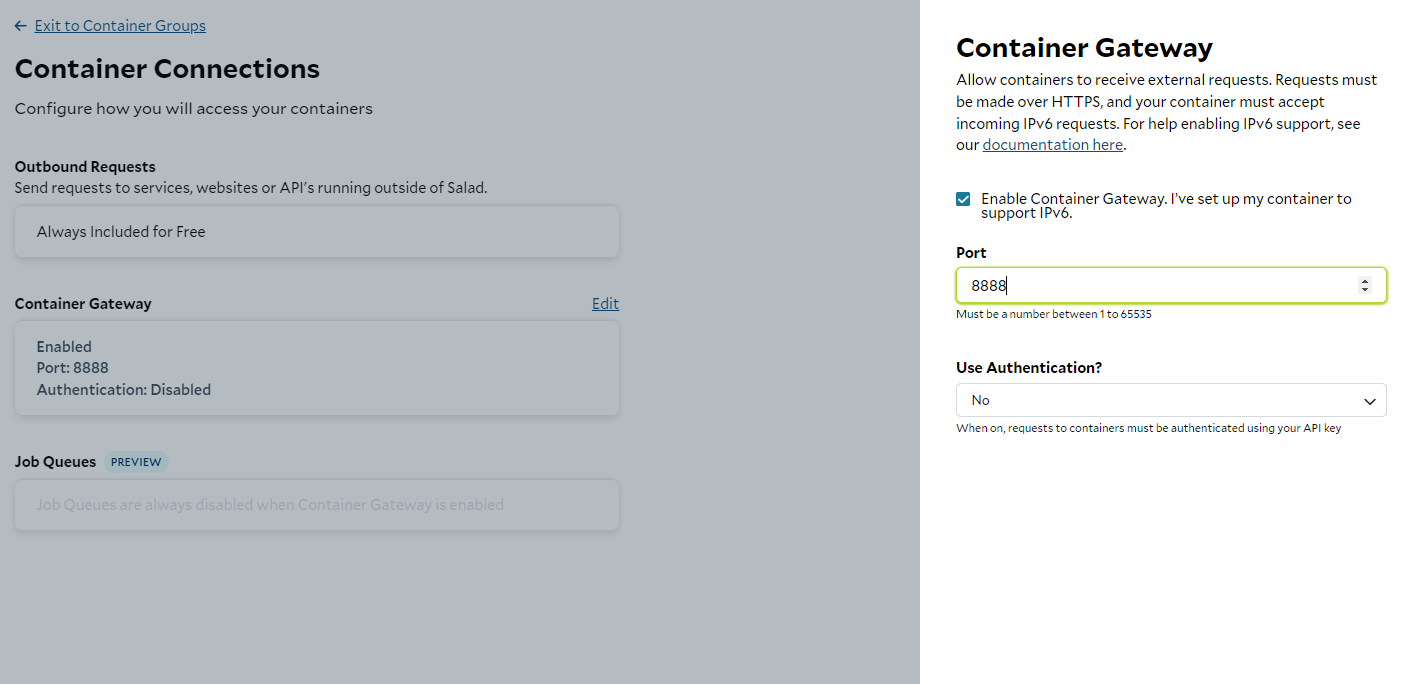 Exit to Container Groups
Container Connections
Configure how you will access your containers
Outbound Requests
Send requests to services, websites or API's running outside of Salad.
Always Included for Free
Container Gateway
Edit
Enabled
Port: 8888
Authentication: Disabled
Job Queues
PREVIEW
Job Queues are always disabled when Container Gateway is enabled
Container Gateway
Allow containers to receive external requests. Requests must
be made over HTTPS, and your container must accept
incoming IPv6 requests. For help enabling IPv6 support, see
our documentation here.
Enable Container Gateway. I've set up my container to
support IPv6.
Port
8888
Must be a number between 1 to 65535
Use Authentication?
No
When on, requests to containers must be authenticated using your API key